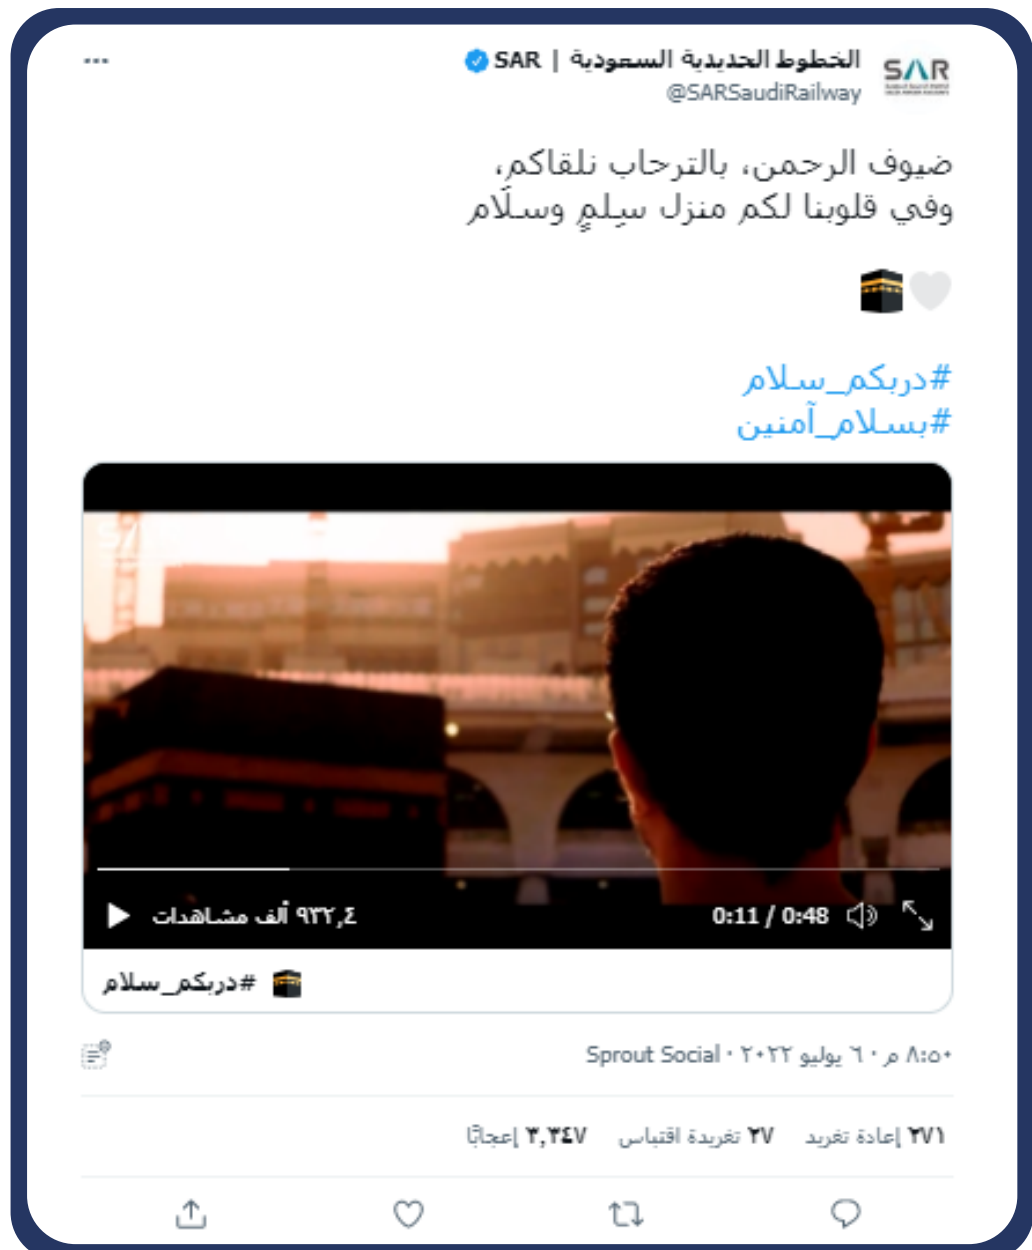 SAR
الخطوط الحديدية السعودية | SAR
@SARSaudiRailway
ضيوف الرحمن، بالترحاب نلقاكم،
وفي قلوبنا لكم منزل سِلمٍ وسلَام
#دربكم_سلام
#بسلام_آمنين
٩٣٢,٤ ألف مشاهدات
0:11 / 0:48
#دربكم_سلام
٨:٥٠ م · ٦ يوليو ٢٠٢٢ · Sprout Social
٢٧١ إعادة تغريد ٢٧ تغريدة اقتباس ٣,٣٤٧ إعجابًا